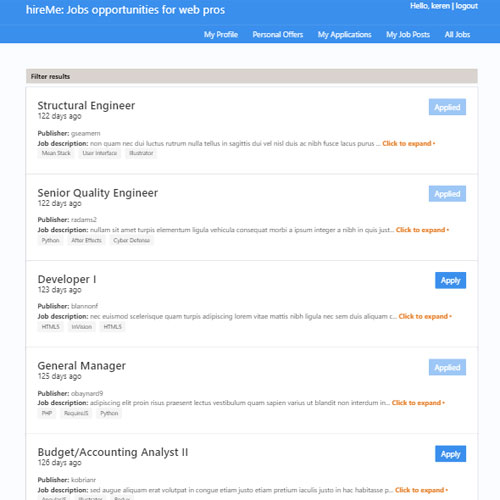 hireMe: Jobs opportunities for web pros
Hello, keren | logout
My Profile Personal Offers My Applications My Job Posts All Jobs
Filter results
Structural Engineer
Applied
122 days ago
Publisher: gseamern
Job description: non quam nec dui luctus rutrum nulla tellus in sagittis dui vel nisl duis ac nibh fusce lacus purus ... Click to expand
Mean Stack User Interface Illustrator
Senior Quality Engineer
Applied
122 days ago
Publisher: radams2
Job description: nullam sit amet turpis elementum ligula vehicula consequat morbi a ipsum integer a nibh in quis just... Click to expand
Python After Effects Cyber Defense
Developer I
Apply
123 days ago
Publisher: blannonf
Job description: nec euismod scelerisque quam turpis adipiscing lorem vitae mattis nibh ligula nec sem duis aliquam c... Click to expand
HTML5 InVision HTML5
General Manager
Applied
125 days ago
Publisher: obaynard9
Job description: adipiscing elit proin risus praesent lectus vestibulum quam sapien varius ut blandit non interdum in... Click to expand
PHP RequireJS Python
Budget/Accounting Analyst II
Apply
126 days ago
Publisher: kobrianr
Job description: sed augue aliquam erat volutpat in congue etiam justo etiam pretium iaculis justo in hac habitasse p... Click to expand
AngularJS Illustrator